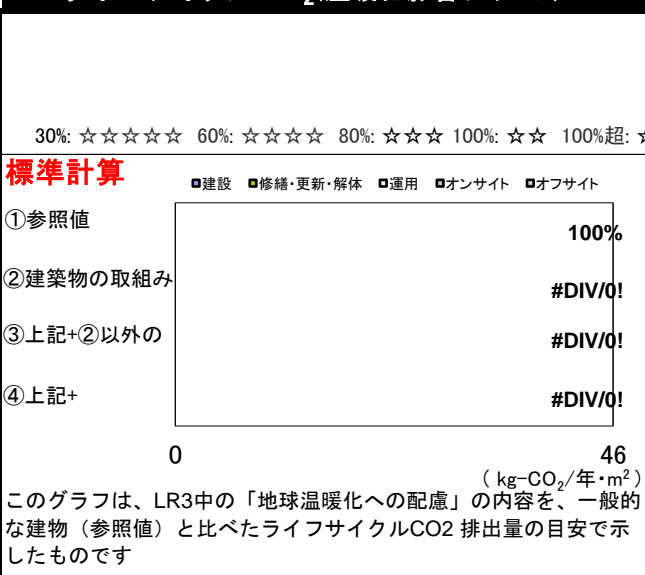 30%: ☆☆☆☆☆ 60%: ☆☆☆☆ 80%: ☆☆☆ 100%: ☆☆ 100%超: ☆
標準計算
建設 修繕・更新・解体 運用 オンサイト オフサイト
①参照値 100%
②建築物の取組み #DIV/0!
③上記+②以外の #DIV/0!
④上記+ #DIV/0!
0 46
( kg-CO₂/年・m² )
このグラフは、LR3中の「地球温暖化への配慮」の内容を、一般的
な建物（参照値）と比べたライフサイクルCO2 排出量の目安で示
したものです